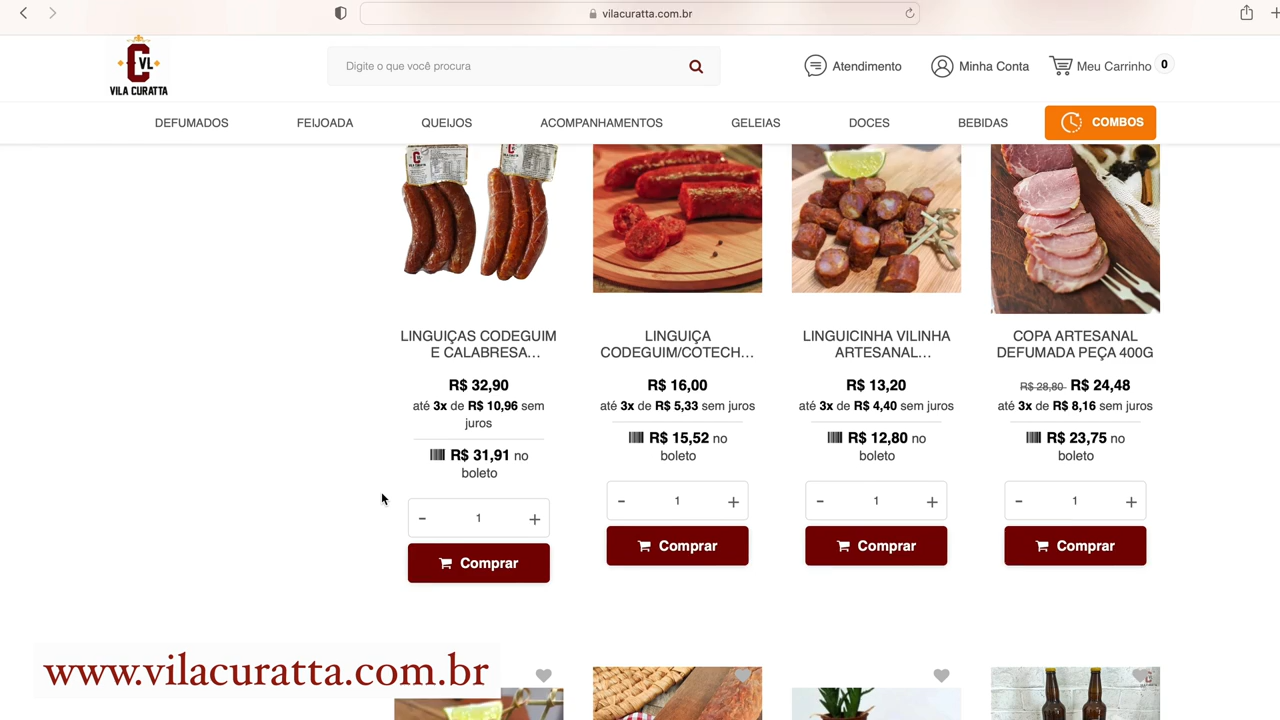 vilacuratta.com.br
C VL
VILA CURATTA
Digite o que você procura
Atendimento
Minha Conta
Meu Carrinho 0
DEFUMADOS FEIJOADA QUEIJOS ACOMPANHAMENTOS GELEIAS DOCES BEBIDAS COMBOS
LINGUIÇAS CODEGUIM
E CALABRESA...
R$ 32,90
até 3x de R$ 10,96 sem
juros
R$ 31,91 no
boleto
- 1 +
Comprar
LINGUIÇA
CODEGUIM/COTECH...
R$ 16,00
até 3x de R$ 5,33 sem juros
R$ 15,52 no
boleto
- 1 +
Comprar
LINGUICINHA VILINHA
ARTESANAL...
R$ 13,20
até 3x de R$ 4,40 sem juros
R$ 12,80 no
boleto
- 1 +
Comprar
COPA ARTESANAL
DEFUMADA PEÇA 400G
R$ 28,80 R$ 24,48
até 3x de R$ 8,16 sem juros
R$ 23,75 no
boleto
- 1 +
Comprar
www.vilacuratta.com.br